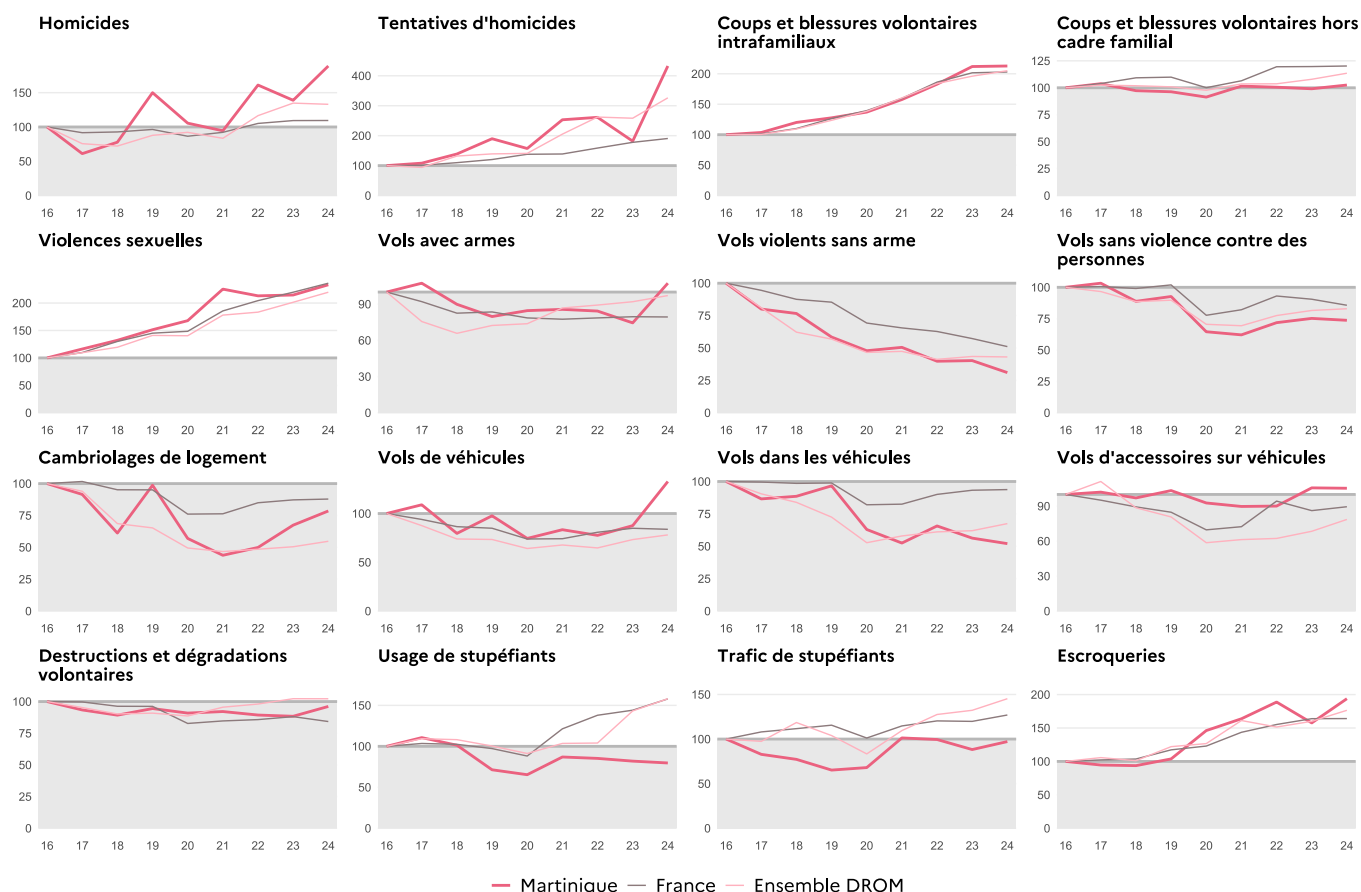 Homicides
150
100
50
0
16 17 18 19 20 21 22 23 24
Tentatives d'homicides
400
300
200
100
0
16 17 18 19 20 21 22 23 24
Coups et blessures volontaires
intrafamiliaux
200
150
100
50
0
16 17 18 19 20 21 22 23 24
Coups et blessures volontaires hors
cadre familial
125
100
75
50
25
0
16 17 18 19 20 21 22 23 24
Violences sexuelles
200
150
100
50
0
16 17 18 19 20 21 22 23 24
Vols avec armes
90
60
30
0
16 17 18 19 20 21 22 23 24
Vols violents sans arme
100
75
50
25
0
16 17 18 19 20 21 22 23 24
Vols sans violence contre des
personnes
100
75
50
25
0
16 17 18 19 20 21 22 23 24
Cambriolages de logement
100
75
50
25
0
16 17 18 19 20 21 22 23 24
Vols de véhicules
100
50
0
16 17 18 19 20 21 22 23 24
Vols dans les véhicules
100
75
50
25
0
16 17 18 19 20 21 22 23 24
Vols d'accessoires sur véhicules
90
60
30
0
16 17 18 19 20 21 22 23 24
Destructions et dégradations
volontaires
100
75
50
25
0
16 17 18 19 20 21 22 23 24
Usage de stupéfiants
150
100
50
0
16 17 18 19 20 21 22 23 24
Trafic de stupéfiants
150
100
50
0
16 17 18 19 20 21 22 23 24
Escroqueries
200
150
100
50
0
16 17 18 19 20 21 22 23 24
Martinique France Ensemble DROM